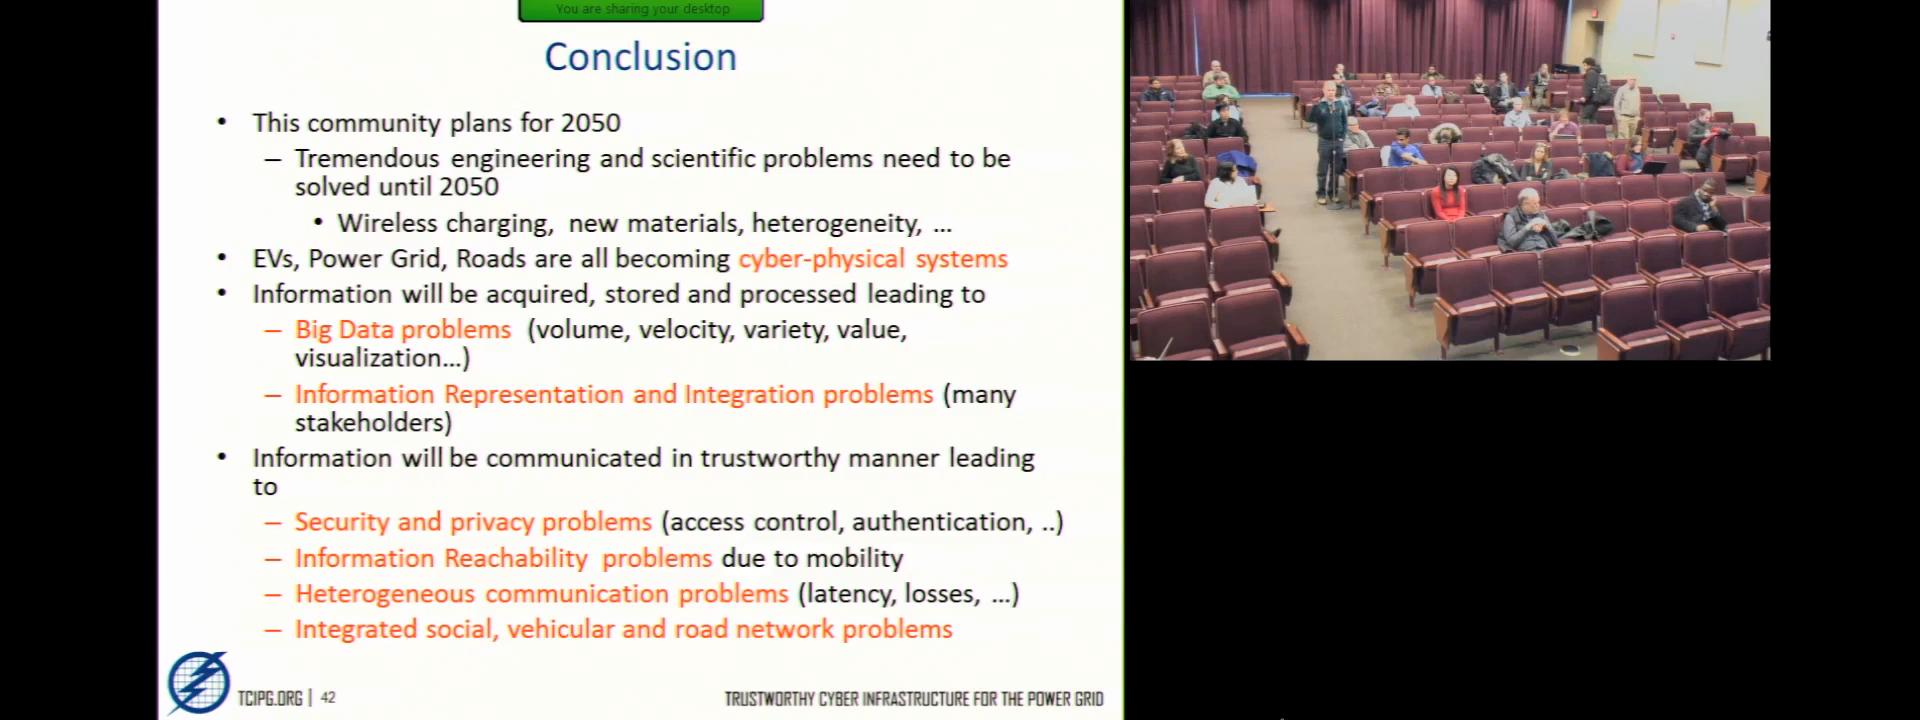 You are sharing your desktop
Conclusion
• This community plans for 2050
– Tremendous engineering and scientific problems need to be
solved until 2050
• Wireless charging, new materials, heterogeneity, ...
• EVs, Power Grid, Roads are all becoming cyber-physical systems
• Information will be acquired, stored and processed leading to
– Big Data problems (volume, velocity, variety, value,
visualization...)
– Information Representation and Integration problems (many
stakeholders)
• Information will be communicated in trustworthy manner leading
to
– Security and privacy problems (access control, authentication, ..)
– Information Reachability problems due to mobility
– Heterogeneous communication problems (latency, losses, ...)
– Integrated social, vehicular and road network problems
TCIPG.ORG | 42
TRUSTWORTHY CYBER INFRASTRUCTURE FOR THE POWER GRID